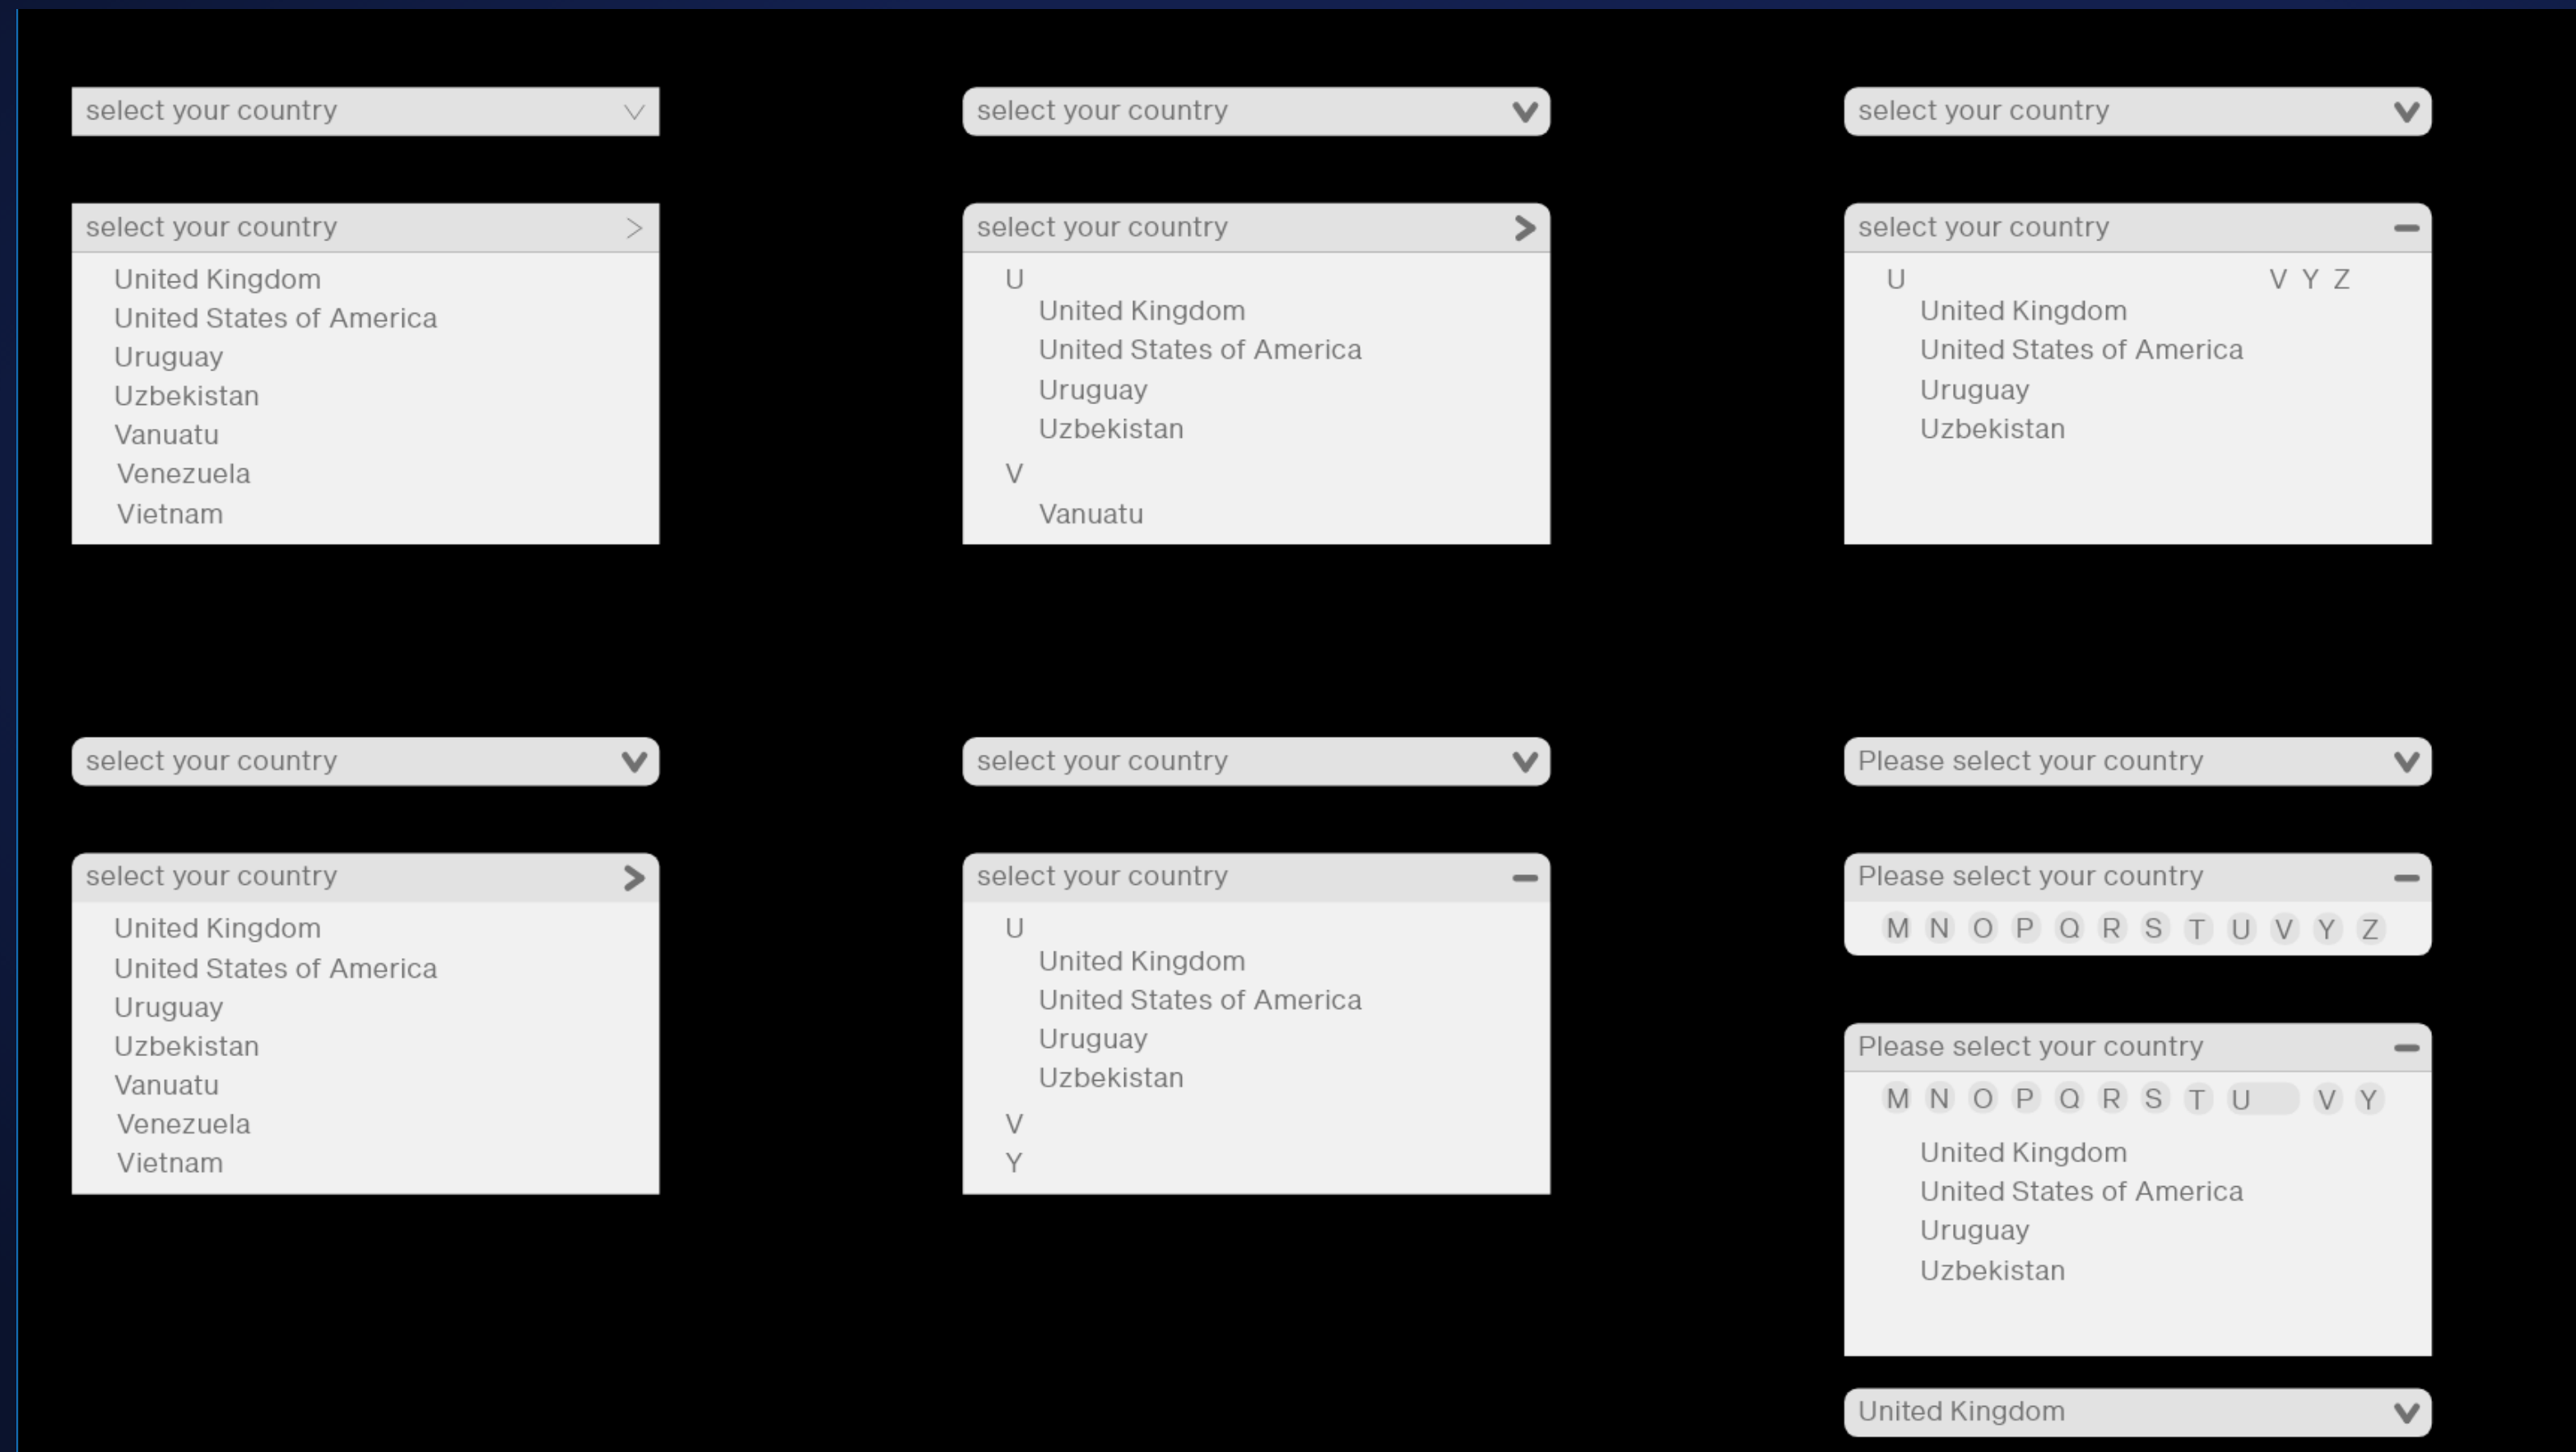 select your country
select your country
United Kingdom
United States of America
Uruguay
Uzbekistan
Vanuatu
Venezuela
Vietnam
select your country
select your country
U
United Kingdom
United States of America
Uruguay
Uzbekistan
V
Vanuatu
select your country
select your country
U V Y Z
United Kingdom
United States of America
Uruguay
Uzbekistan
select your country
select your country
United Kingdom
United States of America
Uruguay
Uzbekistan
Vanuatu
Venezuela
Vietnam
select your country
select your country
U
United Kingdom
United States of America
Uruguay
Uzbekistan
V
Y
Please select your country
Please select your country
M N O P Q R S T U V Y Z
Please select your country
M N O P Q R S T U V Y
United Kingdom
United States of America
Uruguay
Uzbekistan
United Kingdom